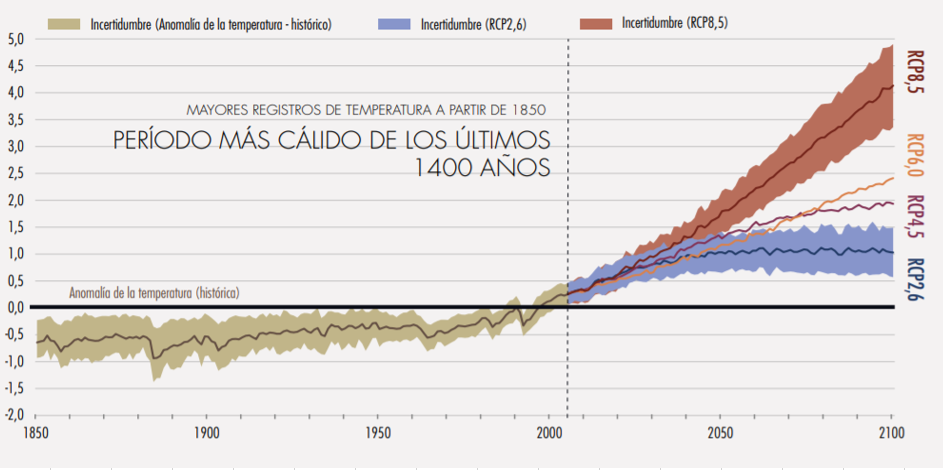 Incertidumbre (Anomalía de la temperatura - histórico)
Incertidumbre (RCP2,6)
Incertidumbre (RCP8,5)
5,0
4,5
4,0
3,5
3,0
2,5
2,0
1,5
1,0
0,5
0,0
-0,5
-1,0
-1,5
-2,0
MAYORES REGISTROS DE TEMPERATURA A PARTIR DE 1850
PERÍODO MÁS CÁLIDO DE LOS ÚLTIMOS
1400 AÑOS
Anomalía de la temperatura (histórica)
RCP8,5
RCP6,0
RCP4,5
RCP2,6
1850
1900
1950
2000
2050
2100